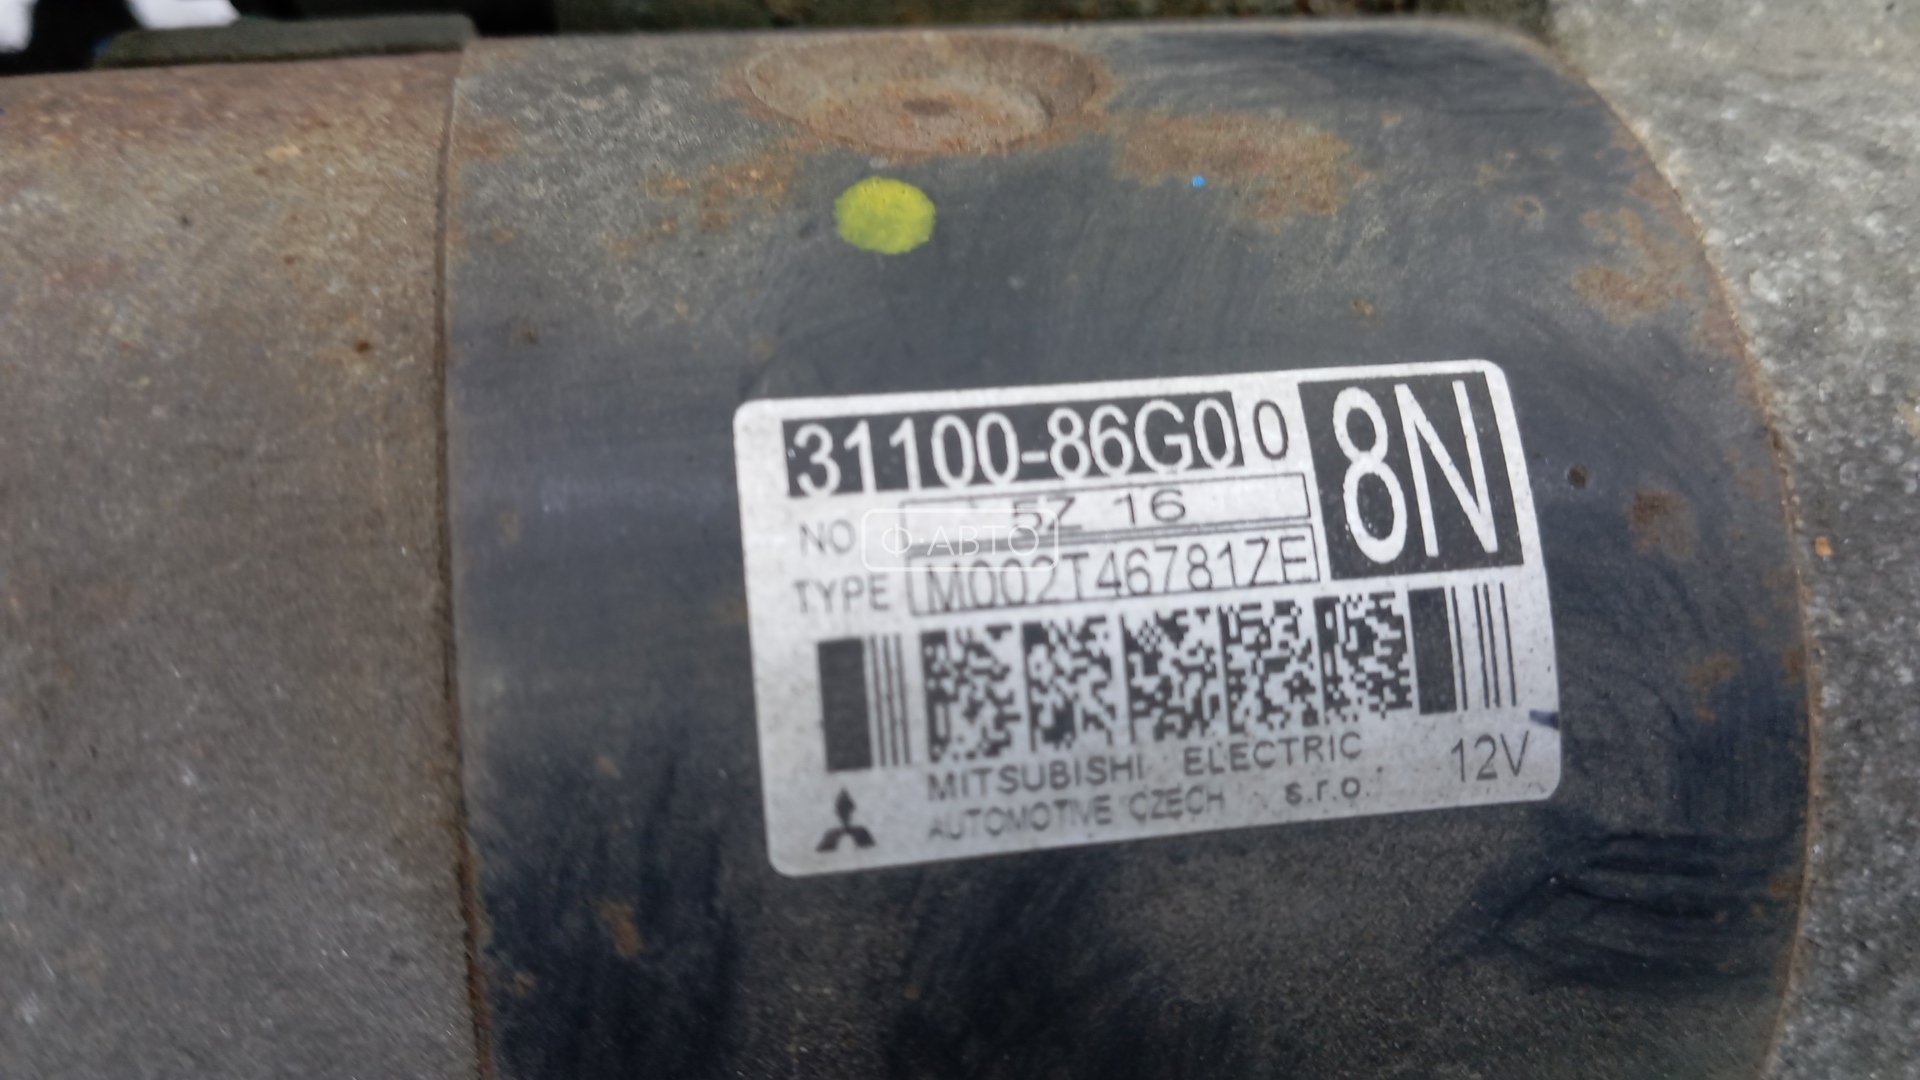 31100-86G00
8N
NO 5Z 16
Ф·АВТО
TYPE M002T46781ZE
MITSUBISHI ELECTRIC
AUTOMOTIVE CZECH s.r.o.
12V